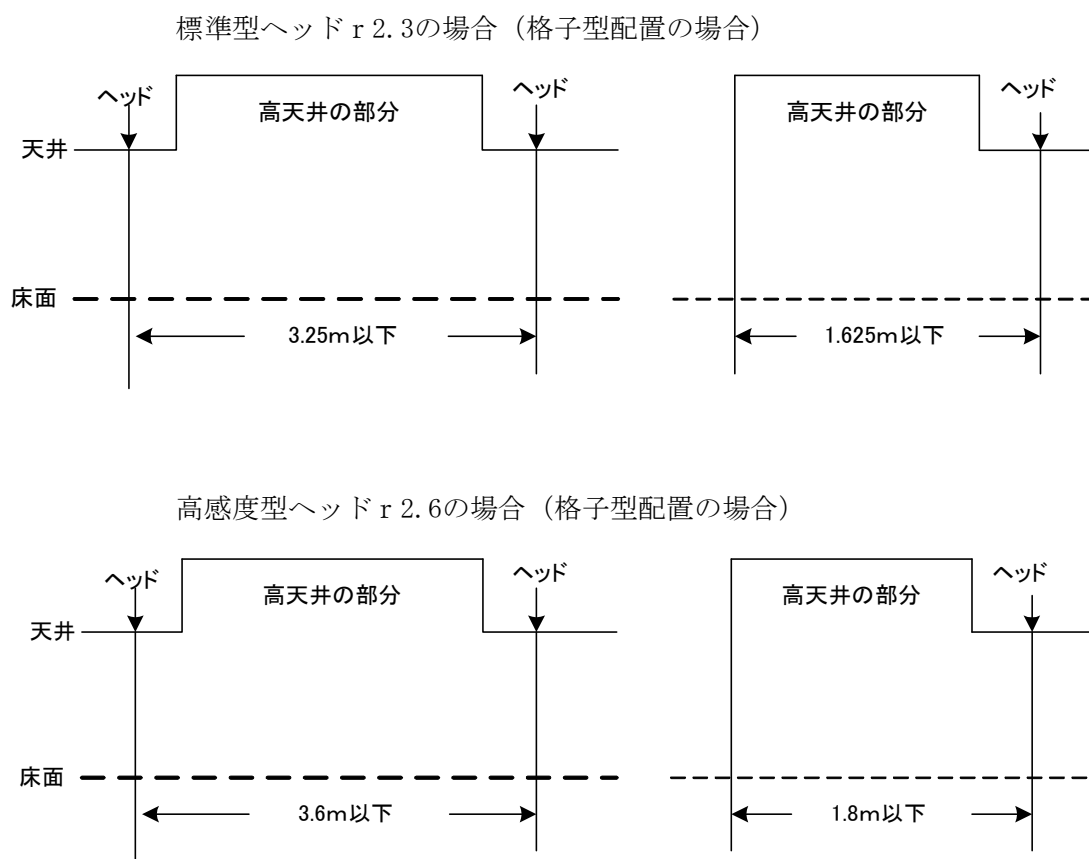 標準型ヘッドｒ2.3の場合（格子型配置の場合）
ヘッド ヘッド ヘッド
高天井の部分 高天井の部分
天井
床面
3.25ｍ以下 1.625ｍ以下
高感度型ヘッドｒ2.6の場合（格子型配置の場合）
ヘッド ヘッド ヘッド
高天井の部分 高天井の部分
天井
床面
3.6ｍ以下 1.8ｍ以下